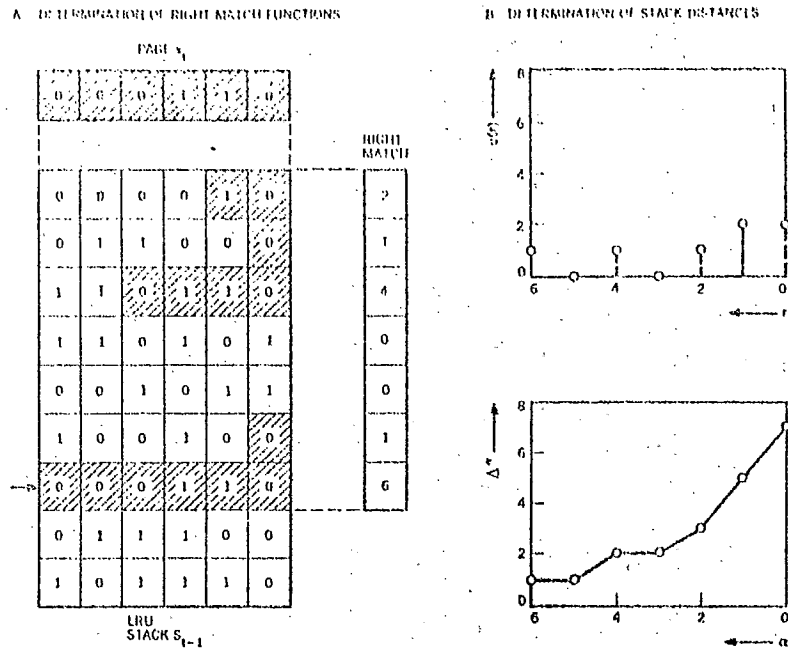 A DETERMINATION OF RIGHT MATCH FUNCTIONS
PAGE x_t
0 0 0 1 1 0
RIGHT
MATCH
0 0 0 0 1 0 2
0 1 1 0 0 0 1
1 1 0 1 1 0 4
1 1 0 1 0 1 0
0 0 1 0 1 1 0
1 0 0 1 0 0 1
0 0 0 1 1 0 6
0 1 1 1 0 0
1 0 1 1 1 0
LRU
STACK S_t-1
B DETERMINATION OF STACK DISTANCES
8
6
4
2
0
6 4 2 0
r
Δ
8
6
4
2
0
6 4 2 0
α